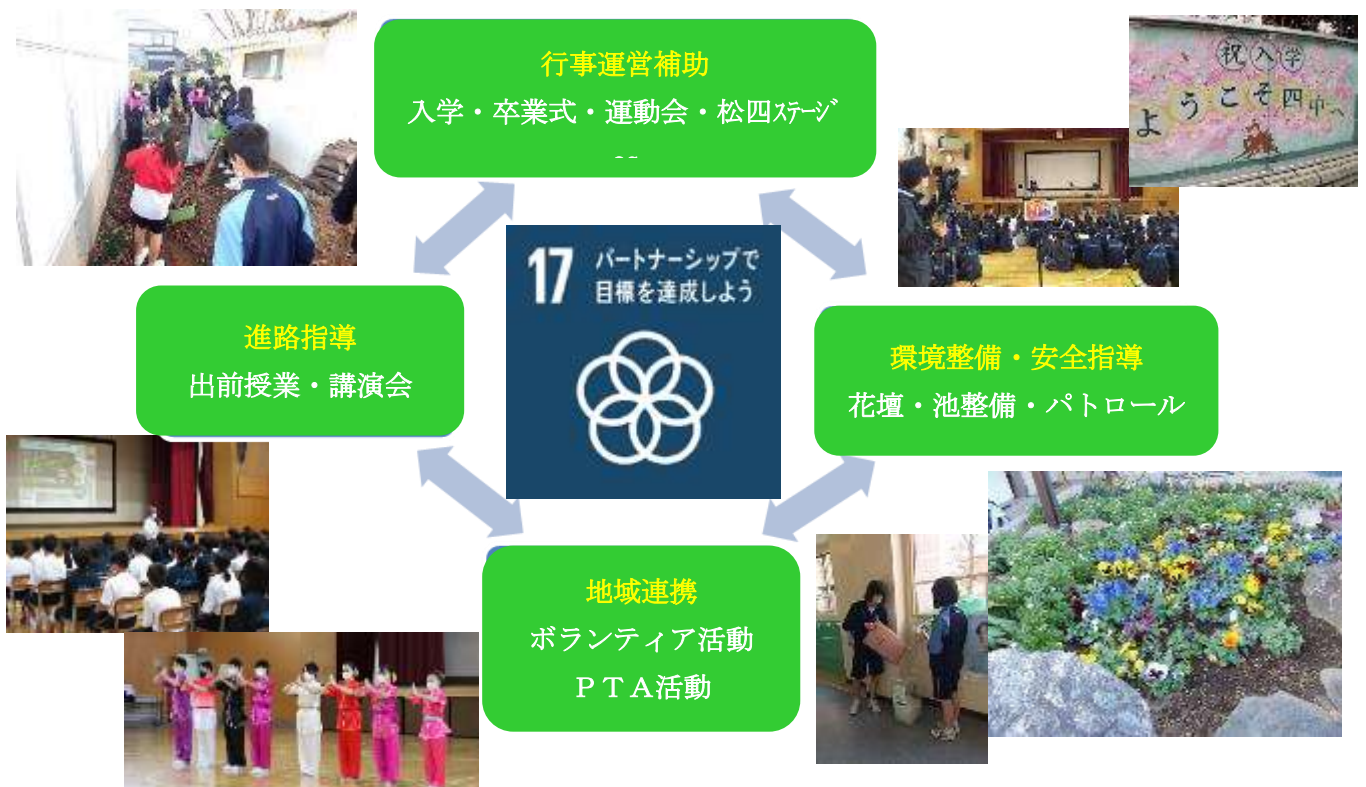 行事運営補助
入学・卒業式・運動会・松四ｽﾃｰｼﾞ
祝入学
ようこそ四中へ
17 パートナーシップで
目標を達成しよう
進路指導
出前授業・講演会
環境整備・安全指導
花壇・池整備・パトロール
地域連携
ボランティア活動
ＰＴＡ活動